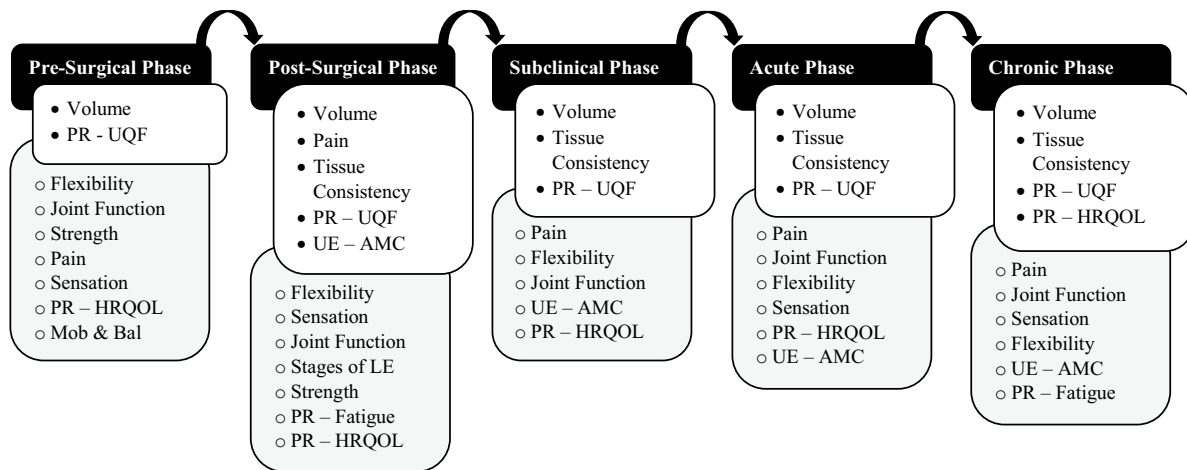 Pre-Surgical Phase
• Volume
• PR - UQF
○ Flexibility
○ Joint Function
○ Strength
○ Pain
○ Sensation
○ PR – HRQOL
○ Mob & Bal
Post-Surgical Phase
• Volume
• Pain
• Tissue
Consistency
• PR – UQF
• UE – AMC
○ Flexibility
○ Sensation
○ Joint Function
○ Stages of LE
○ Strength
○ PR – Fatigue
○ PR – HRQOL
Subclinical Phase
• Volume
• Tissue
Consistency
• PR – UQF
○ Pain
○ Flexibility
○ Joint Function
○ UE – AMC
○ PR – HRQOL
Acute Phase
• Volume
• Tissue
Consistency
• PR – UQF
○ Pain
○ Joint Function
○ Flexibility
○ Sensation
○ PR – HRQOL
○ UE – AMC
Chronic Phase
• Volume
• Tissue
Consistency
• PR – UQF
• PR – HRQOL
○ Pain
○ Joint Function
○ Sensation
○ Flexibility
○ UE – AMC
○ PR – Fatigue